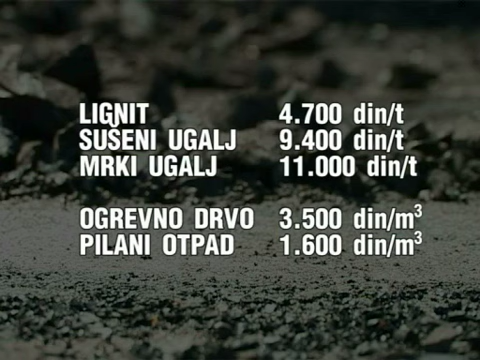 LIGNIT 4.700 din/t
SUŠENI UGALJ 9.400 din/t
MRKI UGALJ 11.000 din/t
OGREVNO DRVO 3.500 din/m³
PILANI OTPAD 1.600 din/m³